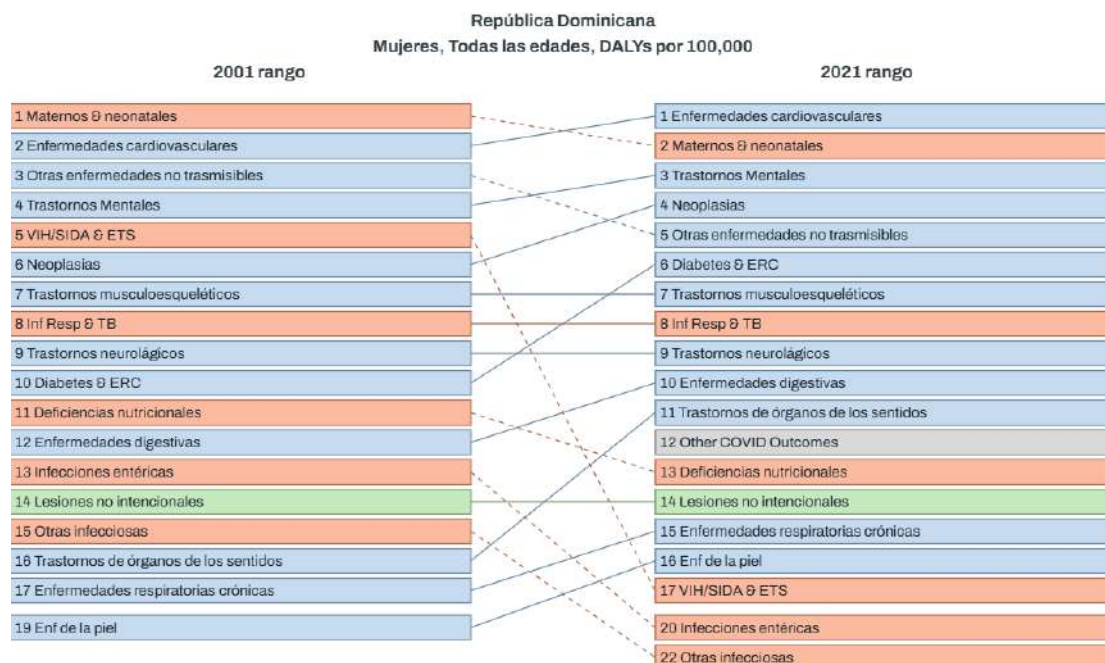 República Dominicana
Mujeres, Todas las edades, DALYs por 100,000
2001 rango
2021 rango
1 Maternos & neonatales
1 Enfermedades cardiovasculares
2 Enfermedades cardiovasculares
2 Maternos & neonatales
3 Otras enfermedades no trasmisibles
3 Trastornos Mentales
4 Trastornos Mentales
4 Neoplasias
5 VIH/SIDA & ETS
5 Otras enfermedades no trasmisibles
6 Neoplasias
6 Diabetes & ERC
7 Trastornos musculoesqueléticos
7 Trastornos musculoesqueléticos
8 Inf Resp & TB
8 Inf Resp & TB
9 Trastornos neurolágicos
9 Trastornos neurolágicos
10 Diabetes & ERC
10 Enfermedades digestivas
11 Deficiencias nutricionales
11 Trastornos de órganos de los sentidos
12 Enfermedades digestivas
12 Other COVID Outcomes
13 Infecciones entéricas
13 Deficiencias nutricionales
14 Lesiones no intencionales
14 Lesiones no intencionales
15 Otras infecciosas
15 Enfermedades respiratorias crónicas
16 Trastornos de órganos de los sentidos
16 Enf de la piel
17 Enfermedades respiratorias crónicas
17 VIH/SIDA & ETS
19 Enf de la piel
20 Infecciones entéricas
22 Otras infecciosas